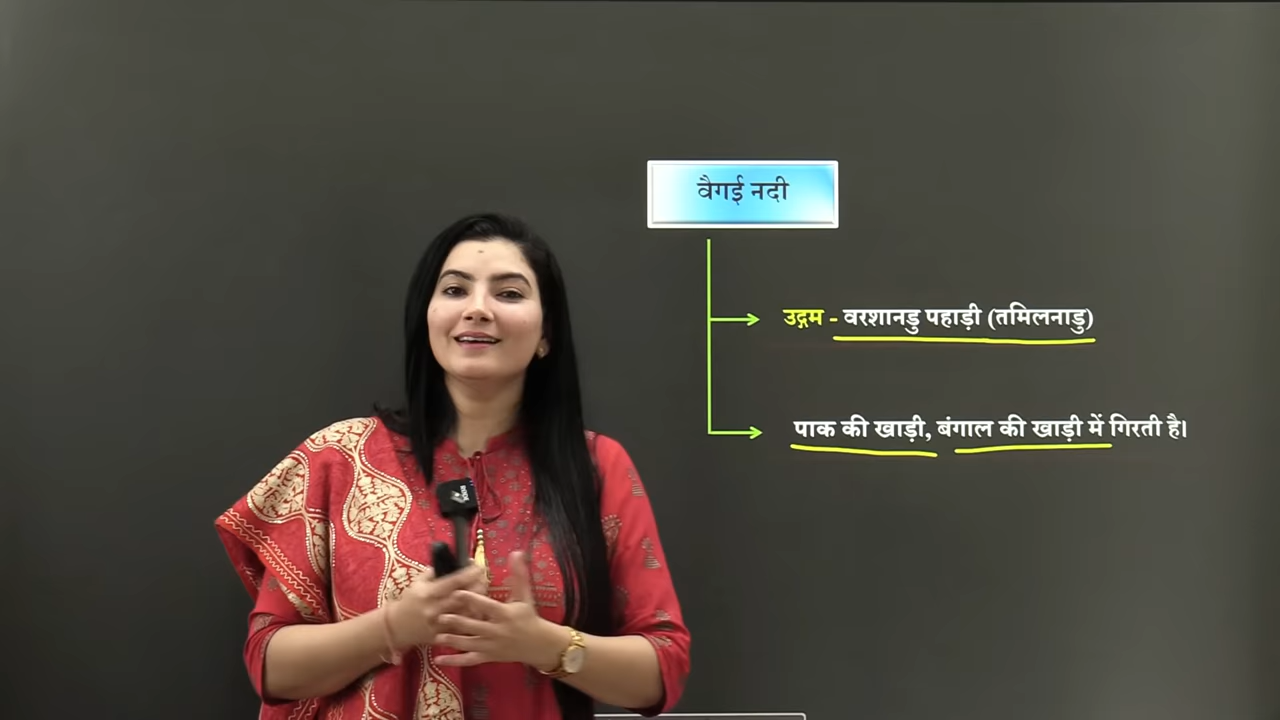 वैगई नदी
उद्गम - वरशानडु पहाड़ी (तमिलनाडु)
पाक की खाड़ी, बंगाल की खाड़ी में गिरती है।